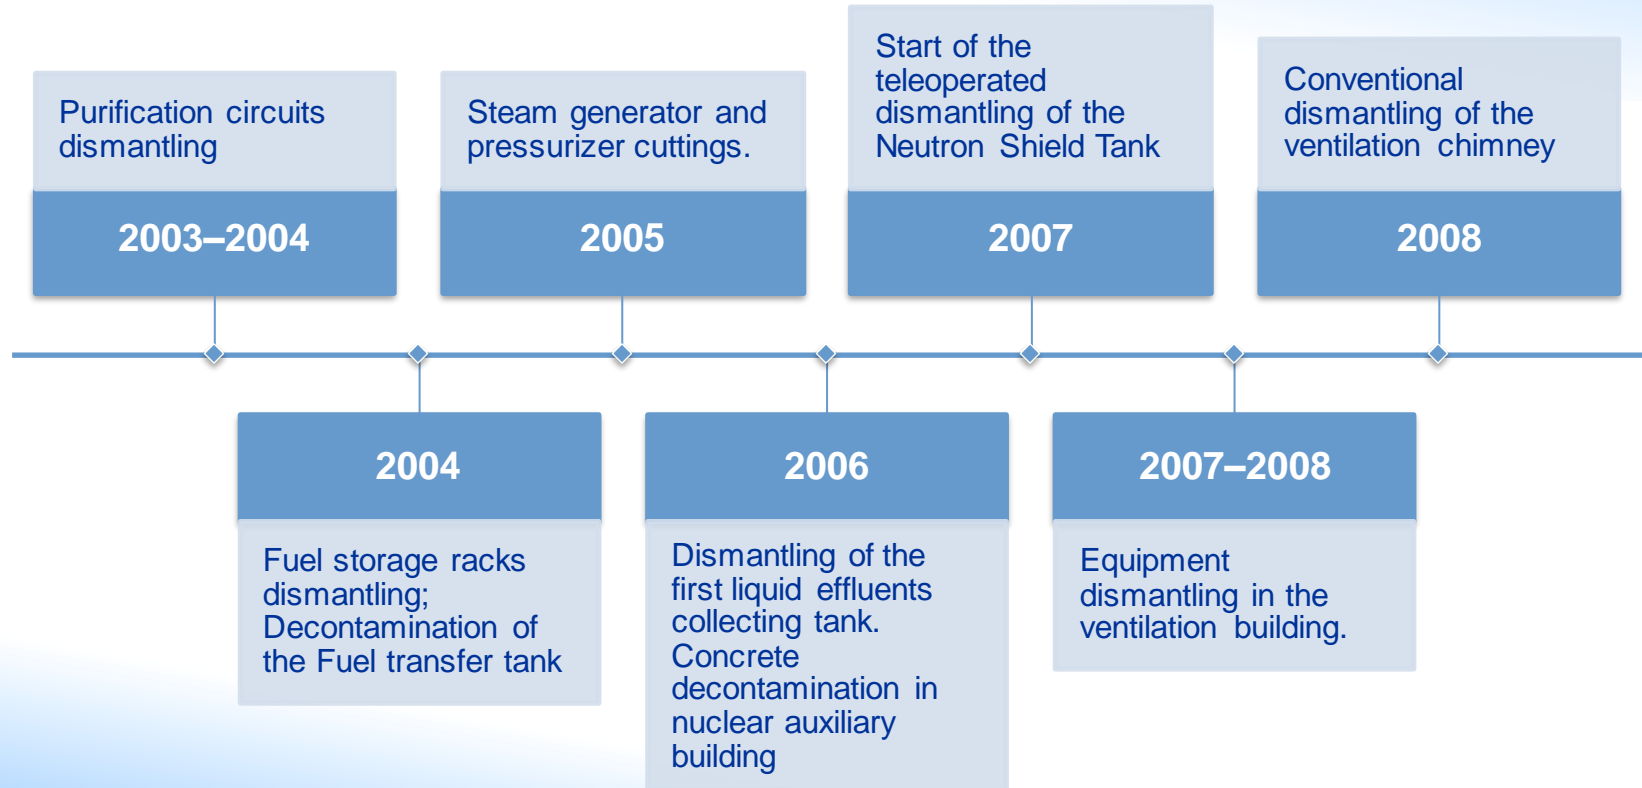 Purification circuits
dismantling
2003–2004
Steam generator and
pressurizer cuttings.
2005
Start of the
teleoperated
dismantling of the
Neutron Shield Tank
2007
Conventional
dismantling of the
ventilation chimney
2008
2004
Fuel storage racks
dismantling;
Decontamination of
the Fuel transfer tank
2006
Dismantling of the
first liquid effluents
collecting tank.
Concrete
decontamination in
nuclear auxiliary
building
2007–2008
Equipment
dismantling in the
ventilation building.